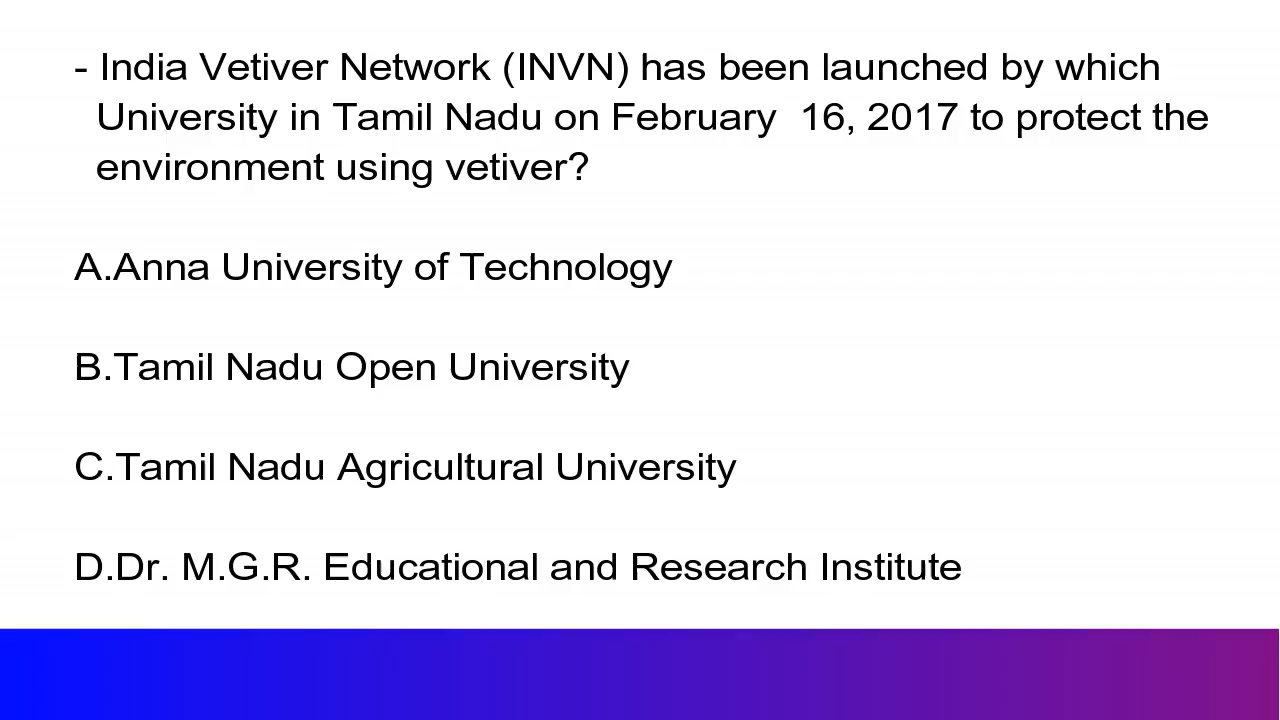 - India Vetiver Network (INVN) has been launched by which
University in Tamil Nadu on February  16, 2017 to protect the
environment using vetiver?
A.Anna University of Technology
B.Tamil Nadu Open University
C.Tamil Nadu Agricultural University
D.Dr. M.G.R. Educational and Research Institute